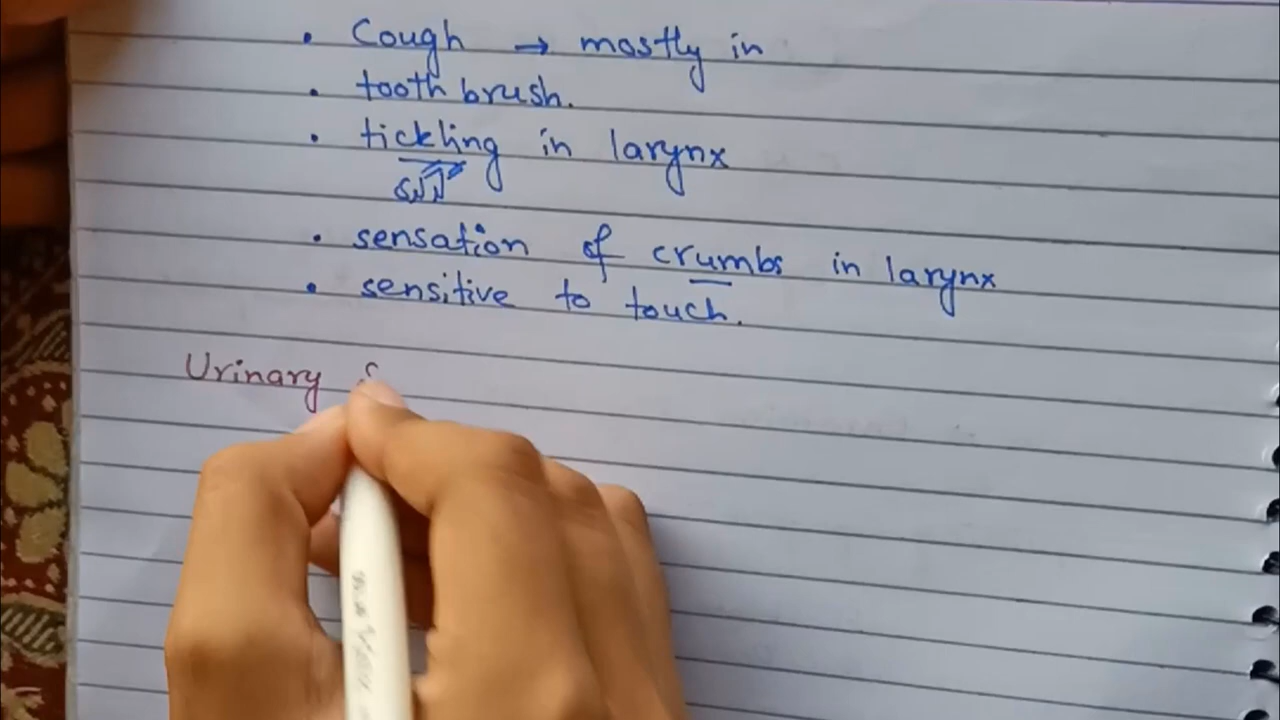 • Cough → mostly in
• tooth brush.
• tickling in larynx
• sensation of crumbs in larynx
• sensitive to touch.
Urinary S